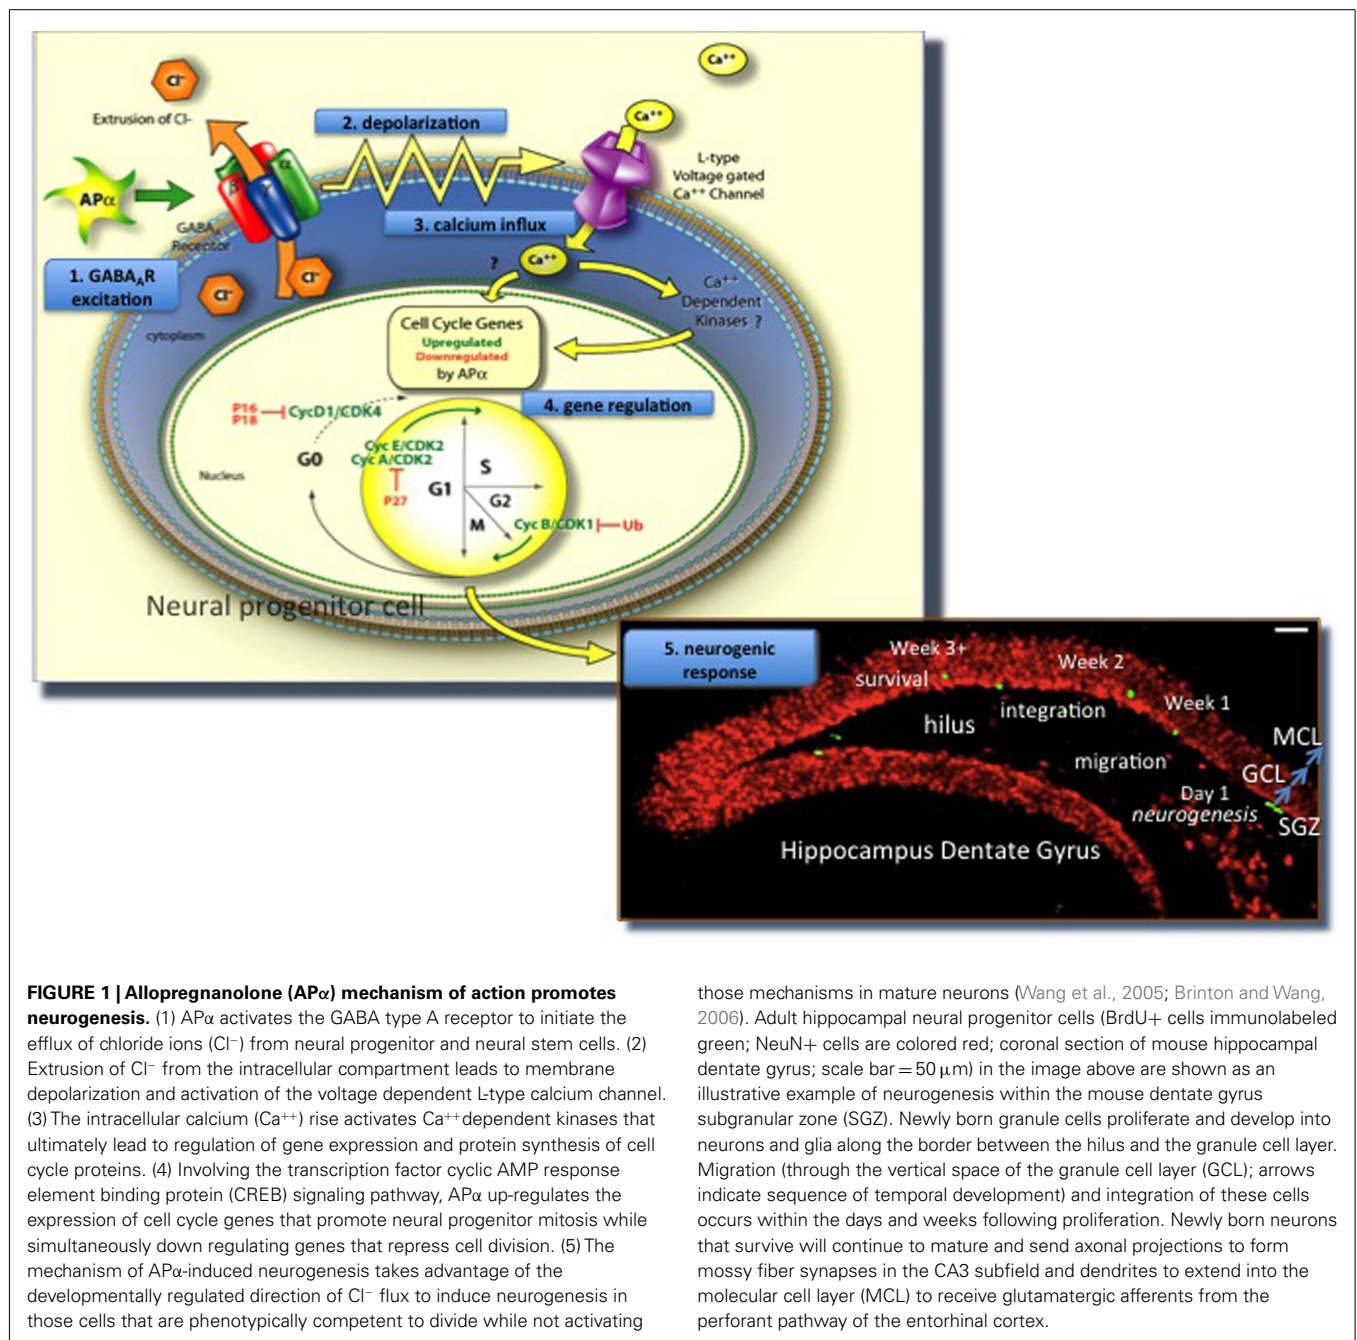 Cl-
Extrusion of Cl-
APα
β
γ
α
GABAA
Receptor
1. GABAAR
excitation
Cl-
Cl-
cytoplasm
2. depolarization
3. calcium influx
Ca++
Ca++
L-type
Voltage gated
Ca++ Channel
Ca++
?
Ca++
Dependent
Kinases ?
Cell Cycle Genes
Upregulated
Downregulated
by APα
4. gene regulation
P16
P18
CycD1/CDK4
G0
Cyc E/CDK2
Cyc A/CDK2
P27
G1
S
G2
M
Cyc B/CDK1
Ub
Nucleus
Neural progenitor cell
5. neurogenic
response
Week 3+
survival
Week 2
integration
Week 1
hilus
migration
MCL
GCL
Day 1
neurogenesis
SGZ
Hippocampus Dentate Gyrus
FIGURE 1 | Allopregnanolone (APα) mechanism of action promotes
neurogenesis. (1) APα activates the GABA type A receptor to initiate the
efflux of chloride ions (Cl−) from neural progenitor and neural stem cells. (2)
Extrusion of Cl− from the intracellular compartment leads to membrane
depolarization and activation of the voltage dependent L-type calcium channel.
(3) The intracellular calcium (Ca++) rise activates Ca++dependent kinases that
ultimately lead to regulation of gene expression and protein synthesis of cell
cycle proteins. (4) Involving the transcription factor cyclic AMP response
element binding protein (CREB) signaling pathway, APα up-regulates the
expression of cell cycle genes that promote neural progenitor mitosis while
simultaneously down regulating genes that repress cell division. (5) The
mechanism of APα-induced neurogenesis takes advantage of the
developmentally regulated direction of Cl− flux to induce neurogenesis in
those cells that are phenotypically competent to divide while not activating
those mechanisms in mature neurons (Wang et al., 2005; Brinton and Wang,
2006). Adult hippocampal neural progenitor cells (BrdU+ cells immunolabeled
green; NeuN+ cells are colored red; coronal section of mouse hippocampal
dentate gyrus; scale bar = 50 μm) in the image above are shown as an
illustrative example of neurogenesis within the mouse dentate gyrus
subgranular zone (SGZ). Newly born granule cells proliferate and develop into
neurons and glia along the border between the hilus and the granule cell layer.
Migration (through the vertical space of the granule cell layer (GCL); arrows
indicate sequence of temporal development) and integration of these cells
occurs within the days and weeks following proliferation. Newly born neurons
that survive will continue to mature and send axonal projections to form
mossy fiber synapses in the CA3 subfield and dendrites to extend into the
molecular cell layer (MCL) to receive glutamatergic afferents from the
perforant pathway of the entorhinal cortex.